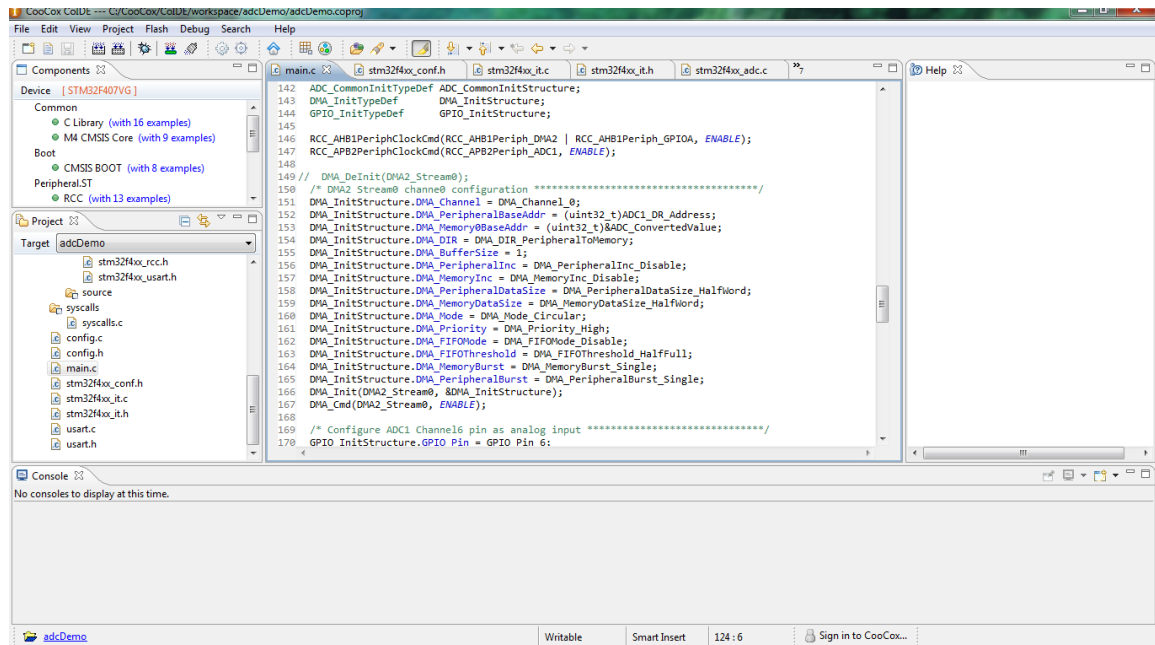 CooCox CoIDE --- C:/CooCox/CoIDE/workspace/adcDemo/adcDemo.coproj
File Edit View Project Flash Debug Search Help
Components
Device [ STM32F407VG ]
Common
C Library (with 16 examples)
M4 CMSIS Core (with 9 examples)
Boot
CMSIS BOOT (with 8 examples)
Peripheral.ST
RCC (with 13 examples)
Project
Target adcDemo
stm32f4xx_rcc.h
stm32f4xx_usart.h
source
syscalls
syscalls.c
config.c
config.h
main.c
stm32f4xx_conf.h
stm32f4xx_it.c
stm32f4xx_it.h
usart.c
usart.h
main.c stm32f4xx_conf.h stm32f4xx_it.c stm32f4xx_it.h stm32f4xx_adc.c »7
142 ADC_CommonInitTypeDef ADC_CommonInitStructure;
143 DMA_InitTypeDef DMA_InitStructure;
144 GPIO_InitTypeDef GPIO_InitStructure;
145
146 RCC_AHB1PeriphClockCmd(RCC_AHB1Periph_DMA2 | RCC_AHB1Periph_GPIOA, ENABLE);
147 RCC_APB2PeriphClockCmd(RCC_APB2Periph_ADC1, ENABLE);
148
149 // DMA_DeInit(DMA2_Stream0);
150 /* DMA2 Stream0 channe0 configuration **************************************/
151 DMA_InitStructure.DMA_Channel = DMA_Channel_0;
152 DMA_InitStructure.DMA_PeripheralBaseAddr = (uint32_t)ADC1_DR_Address;
153 DMA_InitStructure.DMA_Memory0BaseAddr = (uint32_t)&ADC_ConvertedValue;
154 DMA_InitStructure.DMA_DIR = DMA_DIR_PeripheralToMemory;
155 DMA_InitStructure.DMA_BufferSize = 1;
156 DMA_InitStructure.DMA_PeripheralInc = DMA_PeripheralInc_Disable;
157 DMA_InitStructure.DMA_MemoryInc = DMA_MemoryInc_Disable;
158 DMA_InitStructure.DMA_PeripheralDataSize = DMA_PeripheralDataSize_HalfWord;
159 DMA_InitStructure.DMA_MemoryDataSize = DMA_MemoryDataSize_HalfWord;
160 DMA_InitStructure.DMA_Mode = DMA_Mode_Circular;
161 DMA_InitStructure.DMA_Priority = DMA_Priority_High;
162 DMA_InitStructure.DMA_FIFOMode = DMA_FIFOMode_Disable;
163 DMA_InitStructure.DMA_FIFOThreshold = DMA_FIFOThreshold_HalfFull;
164 DMA_InitStructure.DMA_MemoryBurst = DMA_MemoryBurst_Single;
165 DMA_InitStructure.DMA_PeripheralBurst = DMA_PeripheralBurst_Single;
166 DMA_Init(DMA2_Stream0, &DMA_InitStructure);
167 DMA_Cmd(DMA2_Stream0, ENABLE);
168
169 /* Configure ADC1 Channel6 pin as analog input ******************************/
170 GPIO_InitStructure.GPIO_Pin = GPIO_Pin_6;
Help
Console
No consoles to display at this time.
adcDemo
Writable Smart Insert 124 : 6 Sign in to CooCox...